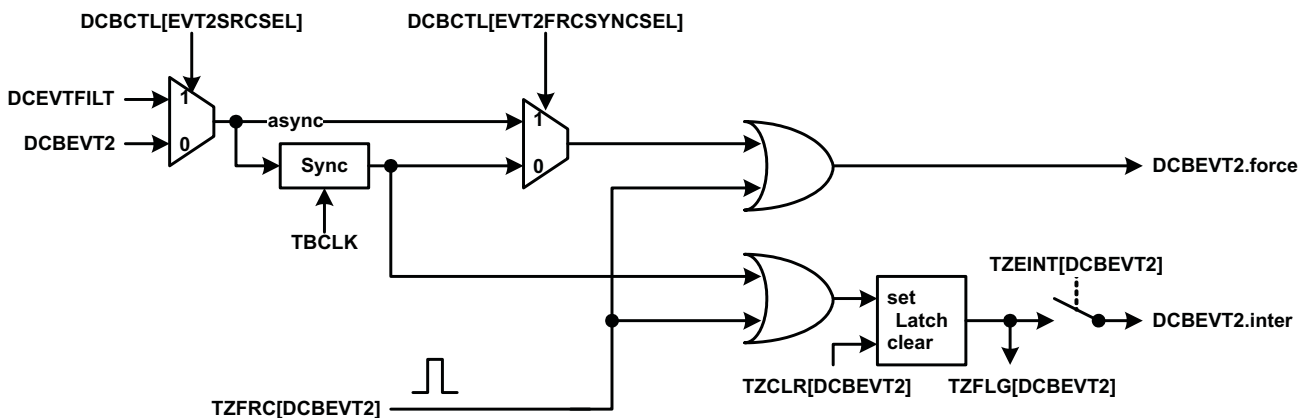 DCBCTL[EVT2SRCSEL]
DCBCTL[EVT2FRCSYNCSEL]
DCEVTFILT
1
async
1
DCBEVT2
0
Sync
0
DCBEVT2.force
TBCLK
TZEINT[DCBEVT2]
set
Latch
DCBEVT2.inter
clear
TZCLR[DCBEVT2]
TZFLG[DCBEVT2]
TZFRC[DCBEVT2]